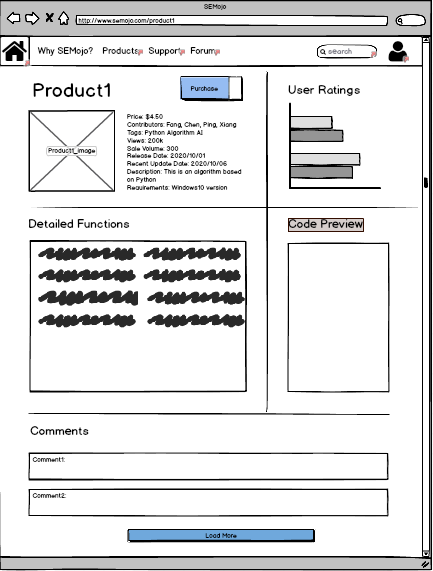 SEMojo
http://www.semojo.com/product1
Why SEMojo? Products Support Forum search
Product1
Purchase
User Ratings
Product1_image
Price: $4.50
Contributors: Fang, Chen, Ping, Xiang
Tags: Python Algorithm AI
Views: 200k
Sale Volume: 300
Release Date: 2020/10/01
Recent Update Date: 2020/10/06
Description: This is an algorithm based
on Python
Requirements: Windows10 version
Detailed Functions
Code Preview
Comments
Comment1:
Comment2:
Load More